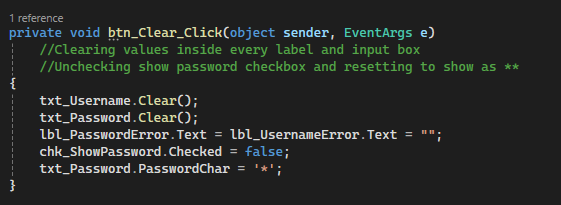 1 reference
private void btn_Clear_Click(object sender, EventArgs e)
    //Clearing values inside every label and input box
    //Unchecking show password checkbox and resetting to show as **
{
    txt_Username.Clear();
    txt_Password.Clear();
    lbl_PasswordError.Text = lbl_UsernameError.Text = "";
    chk_ShowPassword.Checked = false;
    txt_Password.PasswordChar = '*';
}